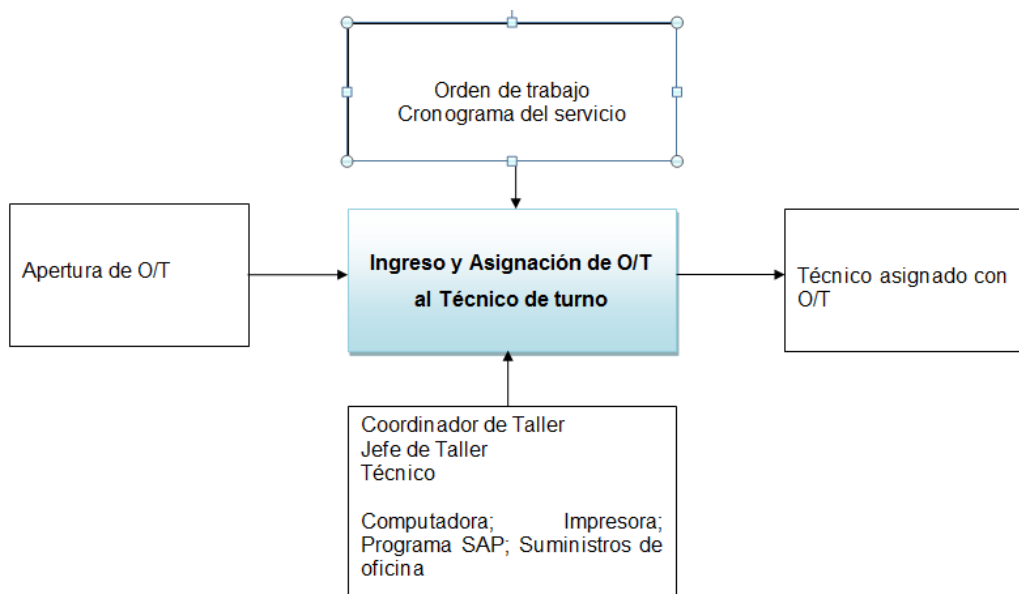 Orden de trabajo
Cronograma del servicio
Apertura de O/T
Ingreso y Asignación de O/T
al Técnico de turno
Técnico asignado con
O/T
Coordinador de Taller
Jefe de Taller
Técnico
Computadora; Impresora;
Programa SAP; Suministros de
oficina